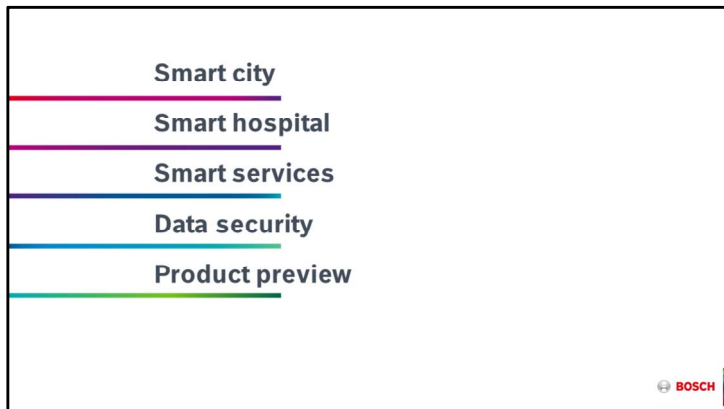 Smart city
Smart hospital
Smart services
Data security
Product preview
BOSCH